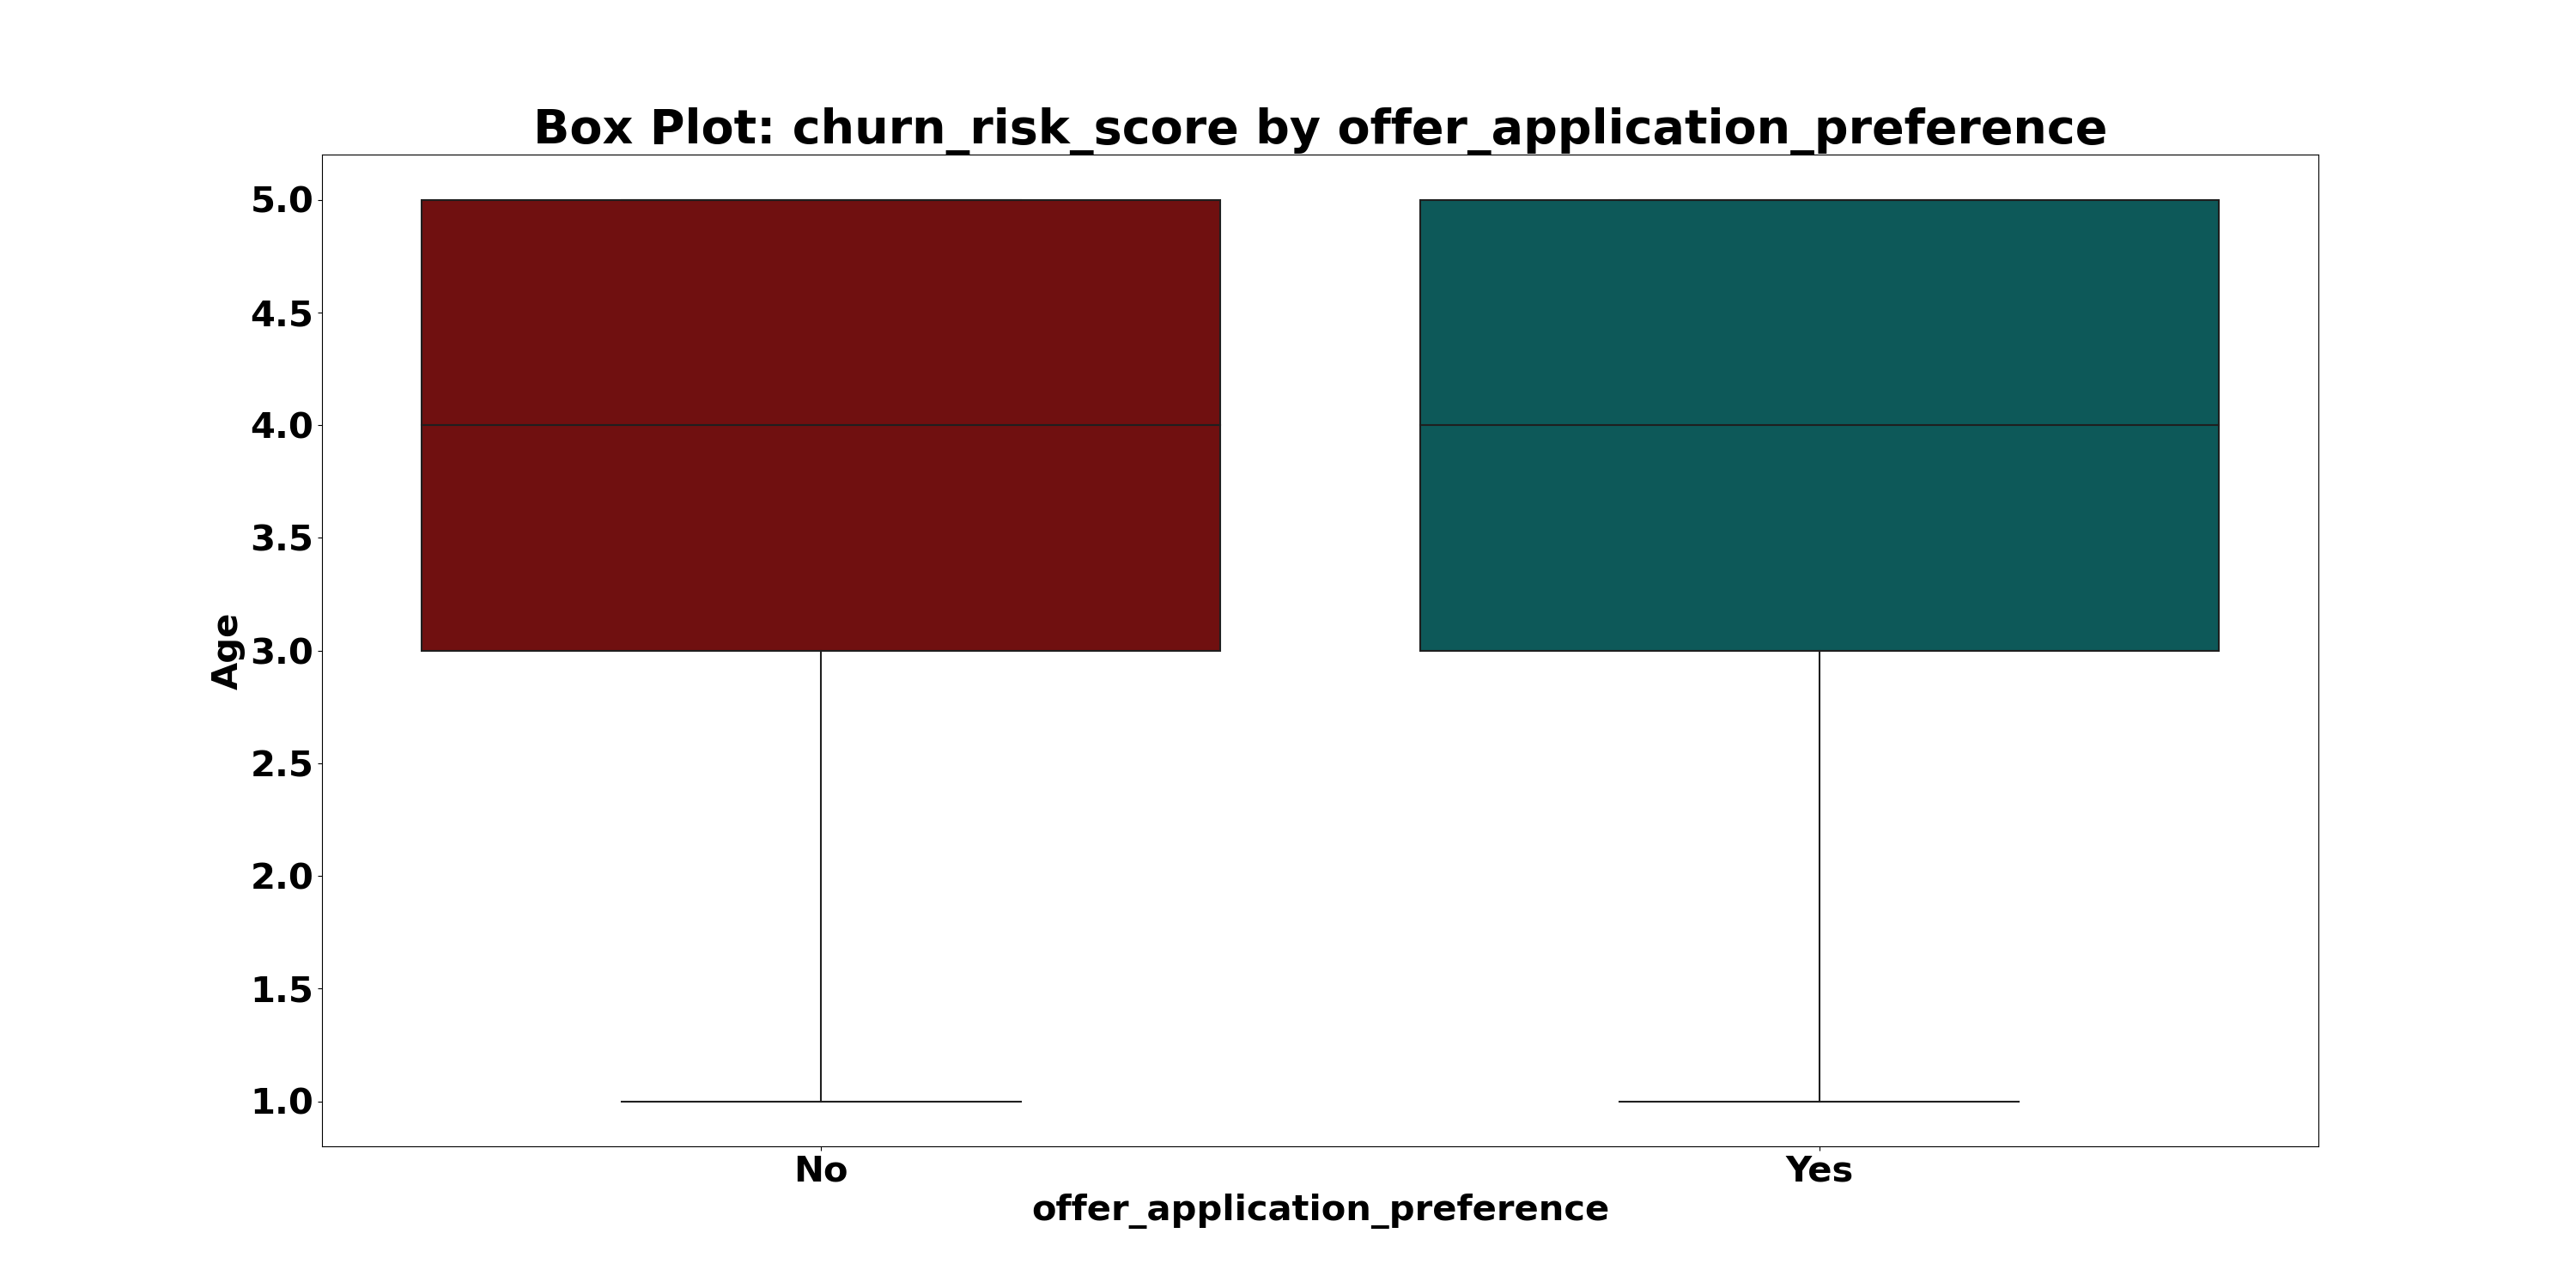 Box Plot: churn_risk_score by offer_application_preference
5.0
4.5
4.0
3.5
3.0
2.5
2.0
1.5
1.0
Age
No Yes
offer_application_preference